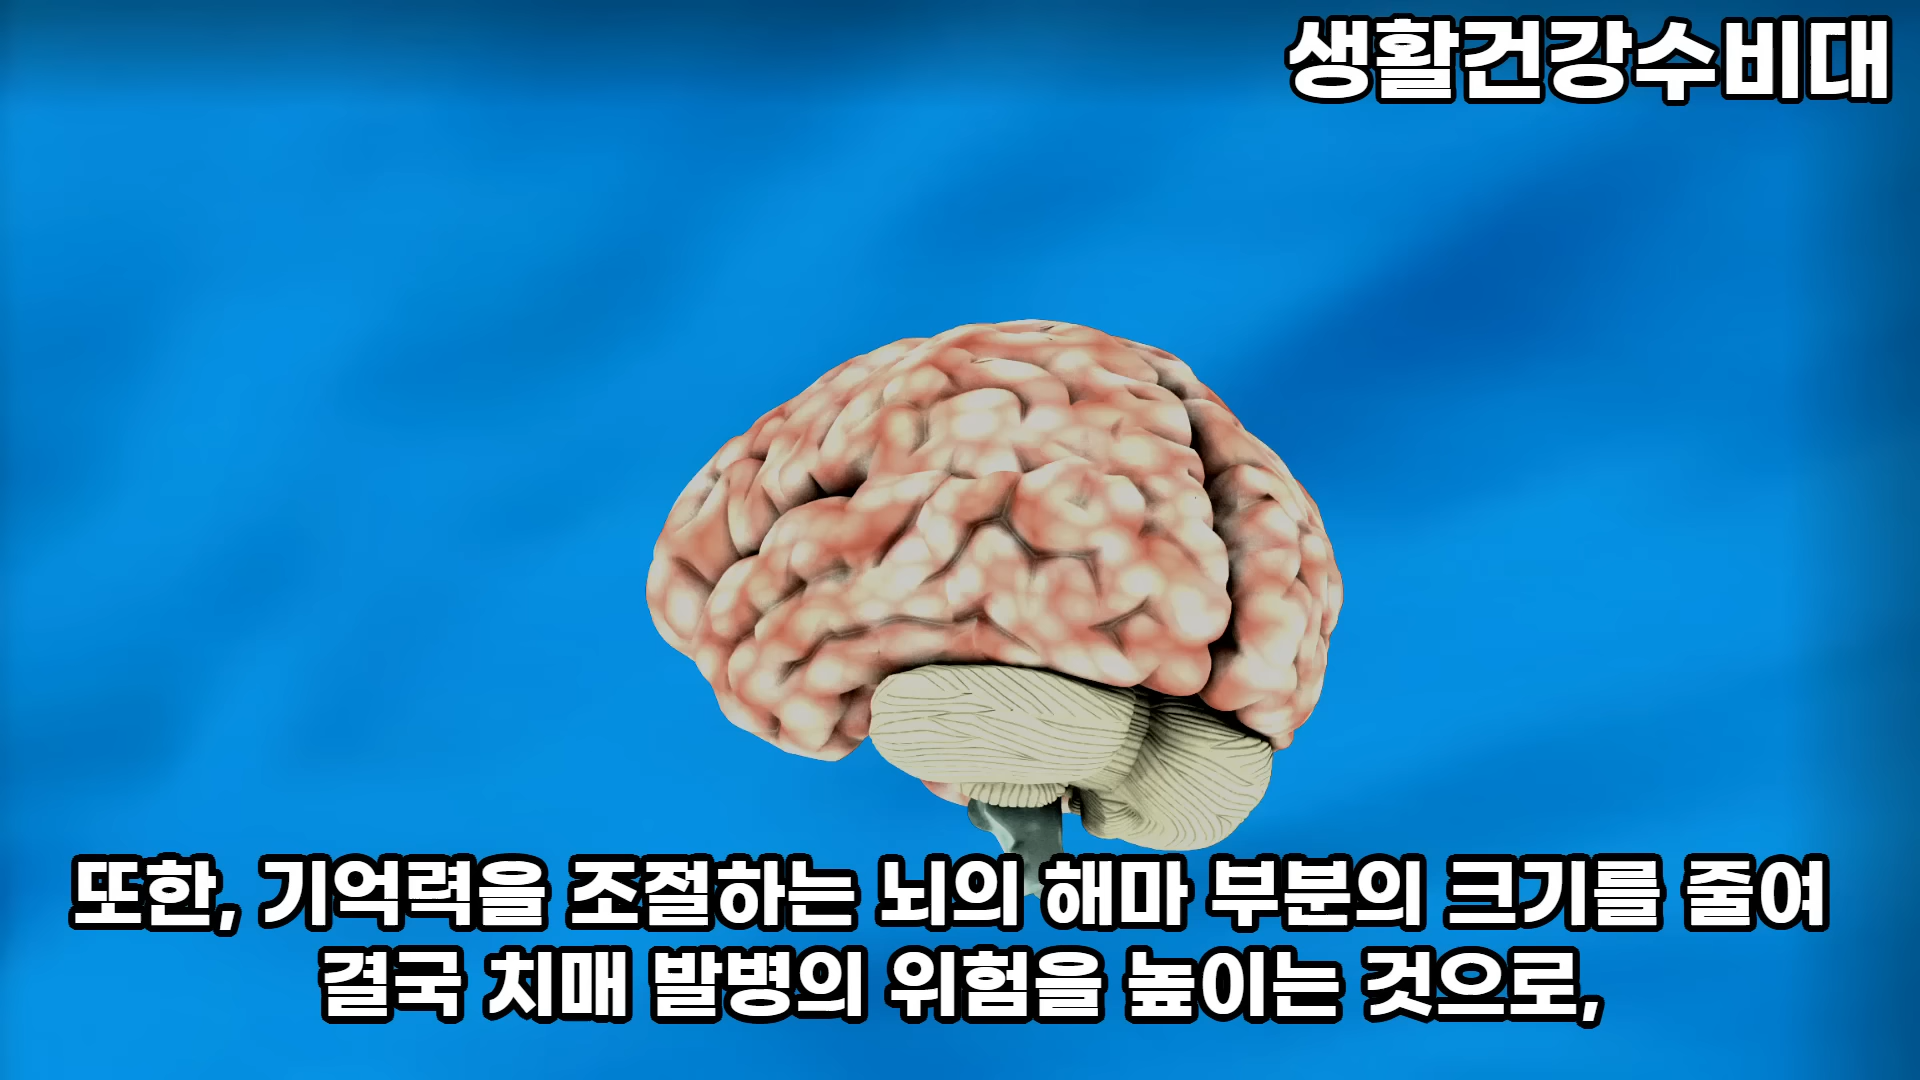 생활건강수비대
또한, 기억력을 조절하는 뇌의 해마 부분의 크기를 줄여
결국 치매 발병의 위험을 높이는 것으로,